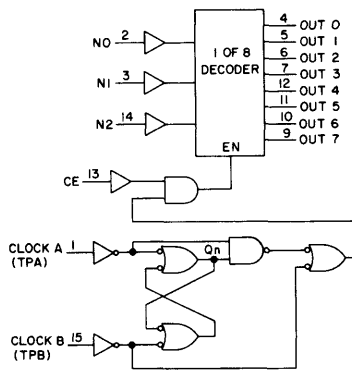 4 OUT 0
N0 2
5 OUT 1
1 OF 8
DECODER
6 OUT 2
7 OUT 3
N1 3
12 OUT 4
11 OUT 5
N2 14
10 OUT 6
9 OUT 7
EN
CE 13
CLOCK A 1
(TPA)
Qn
CLOCK B 15
(TPB)